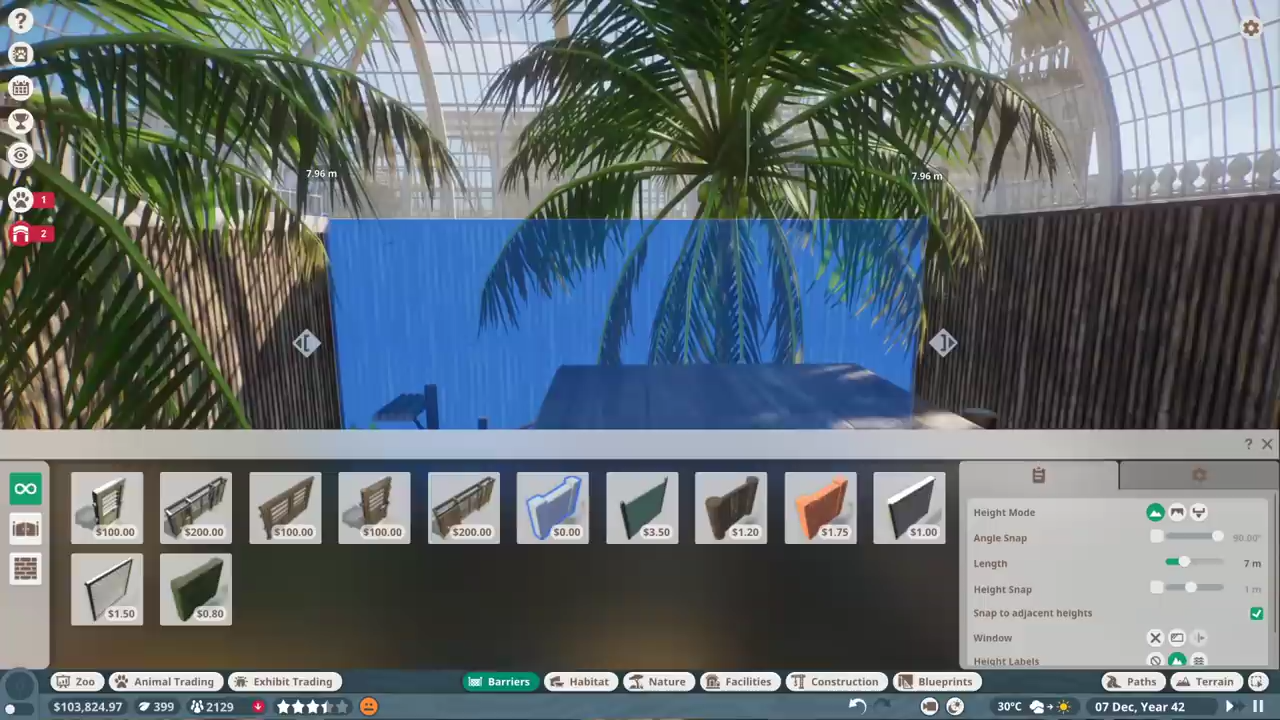 7.96 m
7.96 m
1
2
$100.00
$200.00
$100.00
$100.00
$200.00
$0.00
$3.50
$1.20
$1.75
$1.00
$1.50
$0.80
?
Height Mode
Angle Snap
90.00°
Length
7 m
Height Snap
1 m
Snap to adjacent heights
Window
Height Labels
Zoo
Animal Trading
Exhibit Trading
Barriers
Habitat
Nature
Facilities
Construction
Blueprints
Paths
Terrain
$103,824.97
399
2129
30°C
07 Dec, Year 42